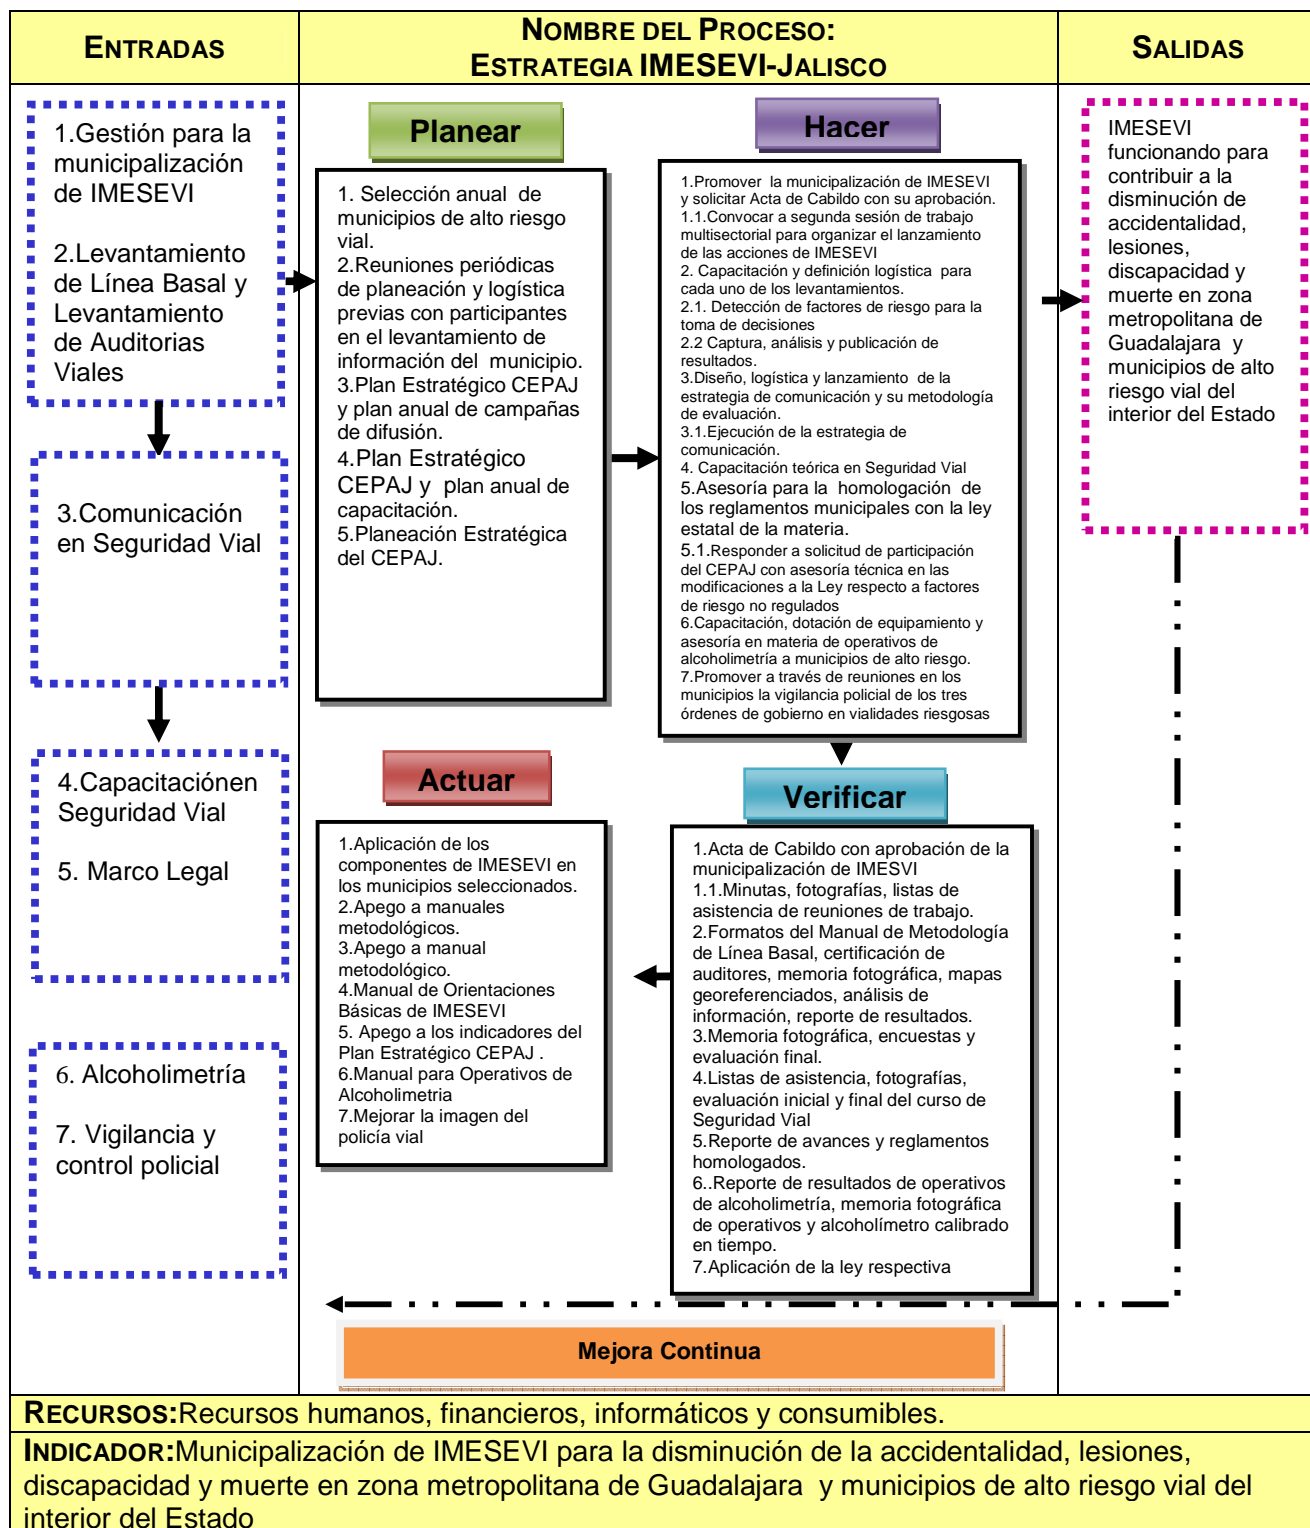 ENTRADAS
NOMBRE DEL PROCESO:
ESTRATEGIA IMESEVI-JALISCO
SALIDAS
1.Gestión para la
municipalización
de IMESEVI
2.Levantamiento
de Línea Basal y
Levantamiento
de Auditorias
Viales
3.Comunicación
en Seguridad Vial
4.Capacitaciónen
Seguridad Vial
5. Marco Legal
6. Alcoholimetría
7. Vigilancia y
control policial
Planear
1. Selección anual de
municipios de alto riesgo
vial.
2.Reuniones periódicas
de planeación y logística
previas con participantes
en el levantamiento de
información del municipio.
3.Plan Estratégico CEPAJ
y plan anual de campañas
de difusión.
4.Plan Estratégico
CEPAJ y plan anual de
capacitación.
5.Planeación Estratégica
del CEPAJ.
Hacer
1.Promover la municipalización de IMESEVI
y solicitar Acta de Cabildo con su aprobación.
1.1.Convocar a segunda sesión de trabajo
multisectorial para organizar el lanzamiento
de las acciones de IMESEVI
2. Capacitación y definición logística para
cada uno de los levantamientos.
2.1. Detección de factores de riesgo para la
toma de decisiones
2.2 Captura, análisis y publicación de
resultados.
3.Diseño, logística y lanzamiento de la
estrategia de comunicación y su metodología
de evaluación.
3.1.Ejecución de la estrategia de
comunicación.
4. Capacitación teórica en Seguridad Vial
5.Asesoría para la homologación de
los reglamentos municipales con la ley
estatal de la materia.
5.1.Responder a solicitud de participación
del CEPAJ con asesoría técnica en las
modificaciones a la Ley respecto a factores
de riesgo no regulados
6.Capacitación, dotación de equipamiento y
asesoría en materia de operativos de
alcoholimetría a municipios de alto riesgo.
7.Promover a través de reuniones en los
municipios la vigilancia policial de los tres
órdenes de gobierno en vialidades riesgosas
Actuar
1.Aplicación de los
componentes de IMESEVI en
los municipios seleccionados.
2.Apego a manuales
metodológicos.
3.Apego a manual
metodológico.
4.Manual de Orientaciones
Básicas de IMESEVI
5. Apego a los indicadores del
Plan Estratégico CEPAJ .
6.Manual para Operativos de
Alcoholimetria
7.Mejorar la imagen del
policía vial
Verificar
1.Acta de Cabildo con aprobación de la
municipalización de IMESVI
1.1.Minutas, fotografías, listas de
asistencia de reuniones de trabajo.
2.Formatos del Manual de Metodología
de Línea Basal, certificación de
auditores, memoria fotográfica, mapas
georeferenciados, análisis de
información, reporte de resultados.
3.Memoria fotográfica, encuestas y
evaluación final.
4.Listas de asistencia, fotografías,
evaluación inicial y final del curso de
Seguridad Vial
5.Reporte de avances y reglamentos
homologados.
6..Reporte de resultados de operativos
de alcoholimetría, memoria fotográfica
de operativos y alcoholímetro calibrado
en tiempo.
7.Aplicación de la ley respectiva
IMESEVI
funcionando para
contribuir a la
disminución de
accidentalidad,
lesiones,
discapacidad y
muerte en zona
metropolitana de
Guadalajara y
municipios de alto
riesgo vial del
interior del Estado
Mejora Continua
RECURSOS:Recursos humanos, financieros, informáticos y consumibles.
INDICADOR:Municipalización de IMESEVI para la disminución de la accidentalidad, lesiones,
discapacidad y muerte en zona metropolitana de Guadalajara y municipios de alto riesgo vial del
interior del Estado